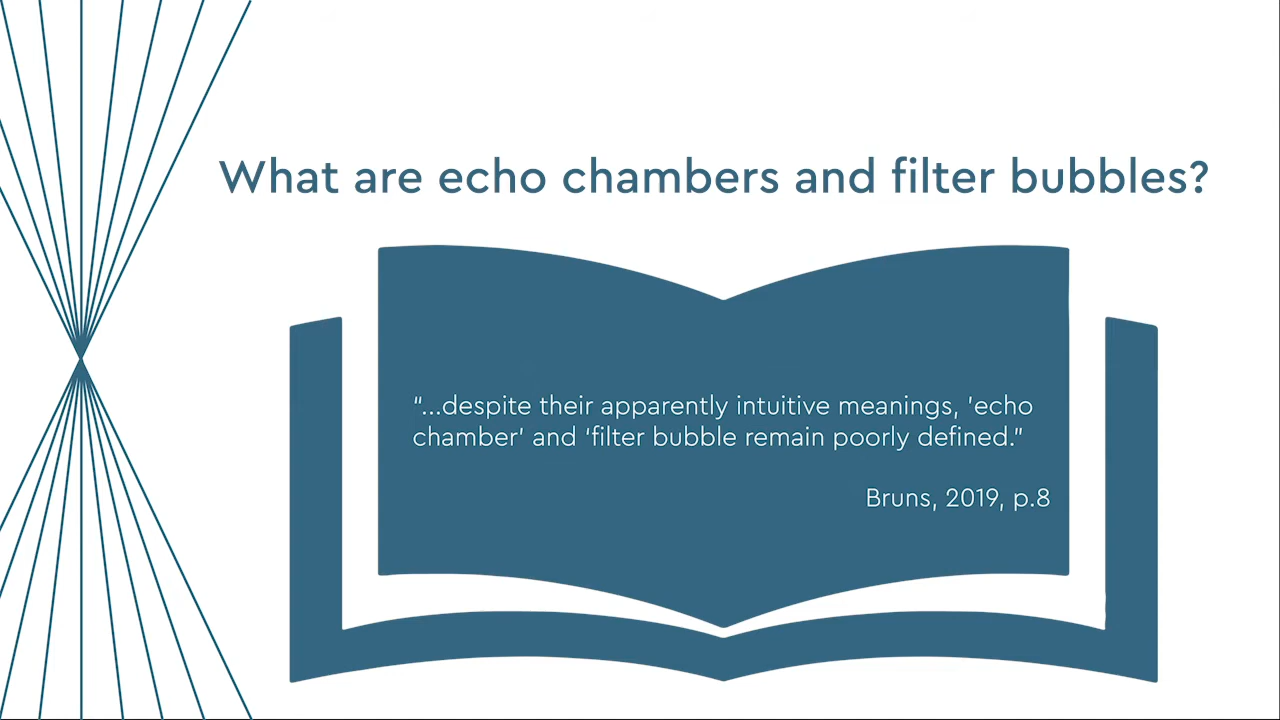 What are echo chambers and filter bubbles?
“...despite their apparently intuitive meanings, 'echo
chamber’ and ‘filter bubble remain poorly defined.”
Bruns, 2019, p.8